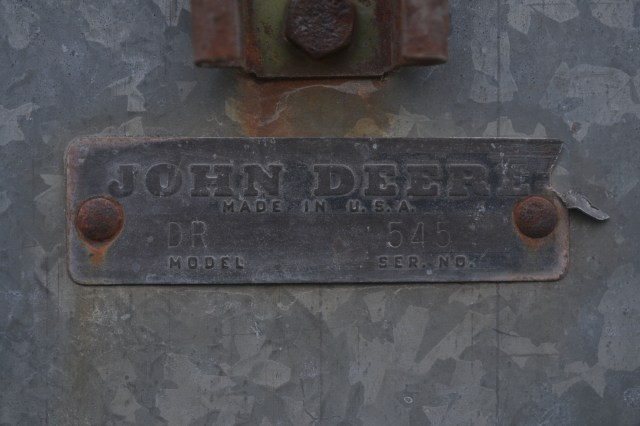 JOHN DEERE
MADE IN U.S.A.
DR 545
MODEL SER. NO.